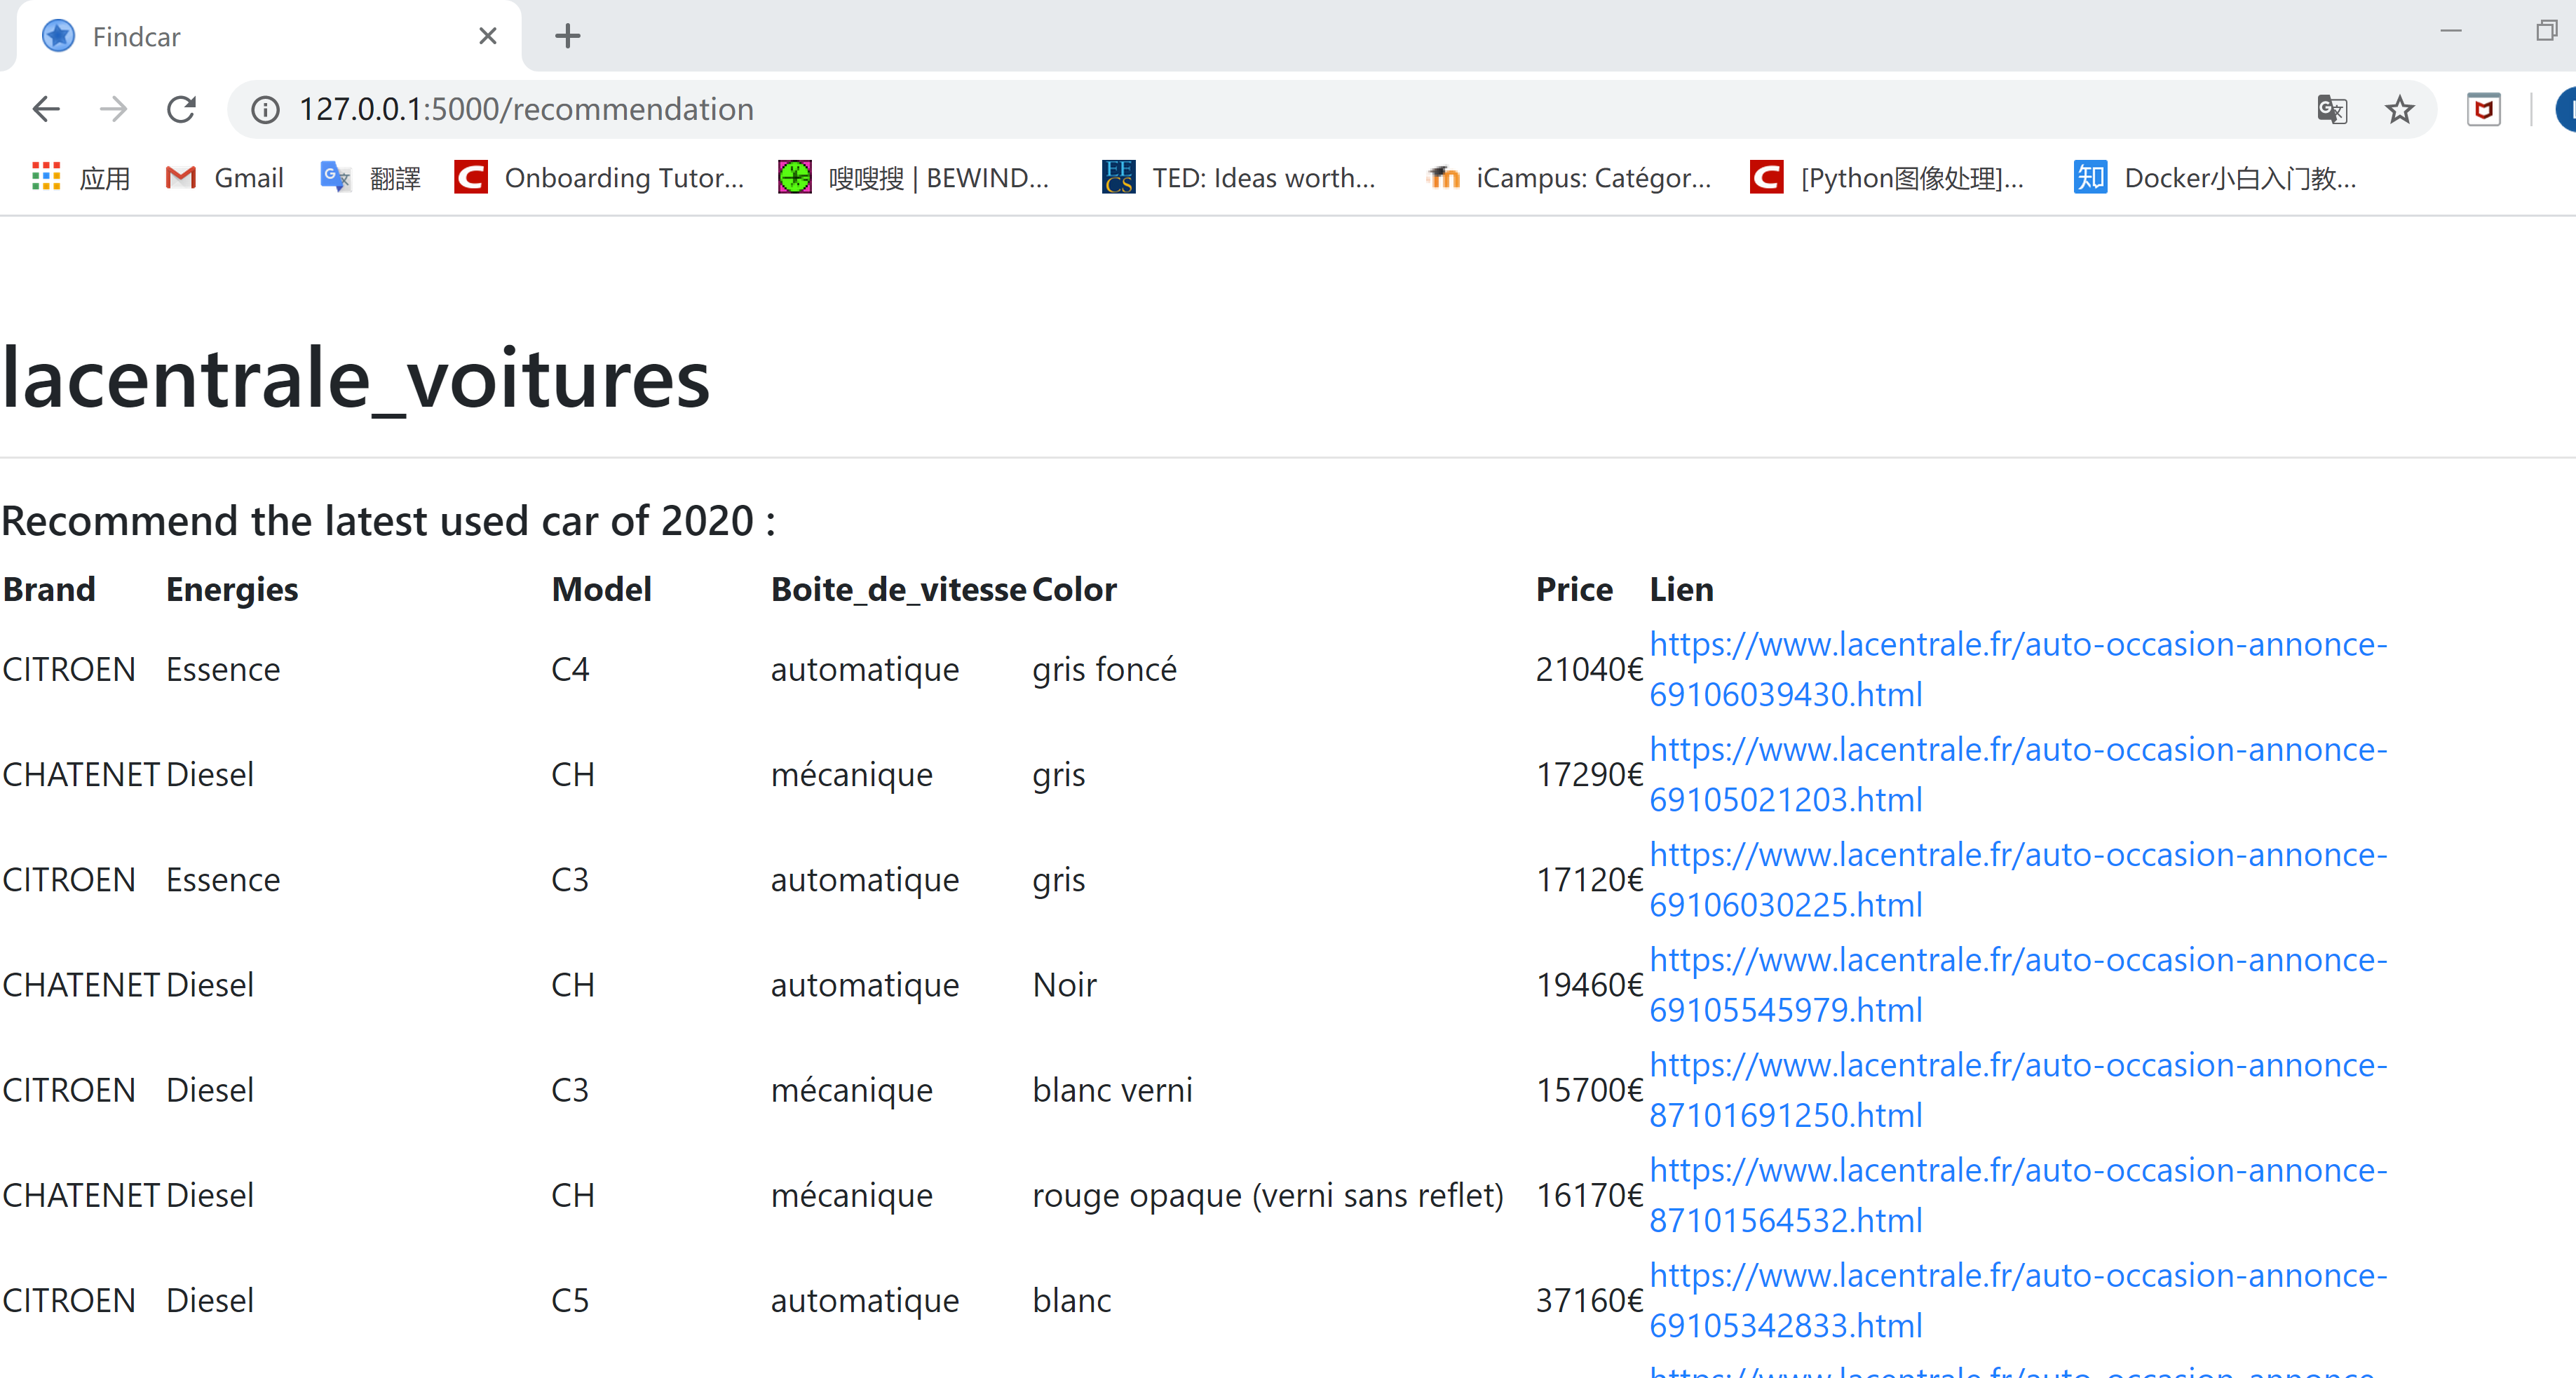 Findcar
127.0.0.1:5000/recommendation
应用 Gmail 翻譯 Onboarding Tutor... 嗖嗖搜 | BEWIND... TED: Ideas worth... iCampus: Catégor... [Python图像处理]... Docker小白入门教...
lacentrale_voitures
Recommend the latest used car of 2020 :
Brand Energies Model Boite_de_vitesse Color Price Lien
CITROEN Essence C4 automatique gris foncé 21040€ https://www.lacentrale.fr/auto-occasion-annonce-
69106039430.html
CHATENET Diesel CH mécanique gris 17290€ https://www.lacentrale.fr/auto-occasion-annonce-
69105021203.html
CITROEN Essence C3 automatique gris 17120€ https://www.lacentrale.fr/auto-occasion-annonce-
69106030225.html
CHATENET Diesel CH automatique Noir 19460€ https://www.lacentrale.fr/auto-occasion-annonce-
69105545979.html
CITROEN Diesel C3 mécanique blanc verni 15700€ https://www.lacentrale.fr/auto-occasion-annonce-
87101691250.html
CHATENET Diesel CH mécanique rouge opaque (verni sans reflet) 16170€ https://www.lacentrale.fr/auto-occasion-annonce-
87101564532.html
CITROEN Diesel C5 automatique blanc 37160€ https://www.lacentrale.fr/auto-occasion-annonce-
69105342833.html